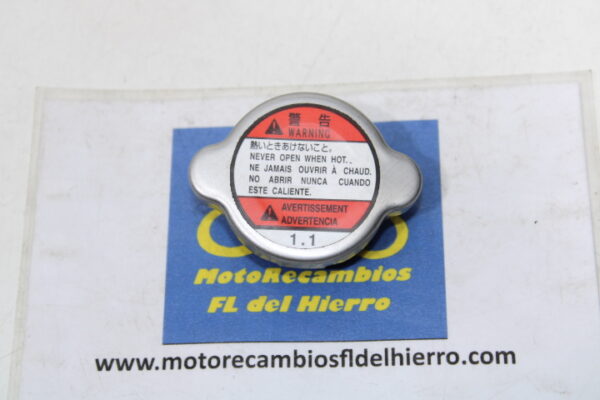 警告
WARNING
熱いときあけないこと。
NEVER OPEN WHEN HOT..
NE JAMAIS OUVRIR À CHAUD.
NO ABRIR NUNCA CUANDO
ESTE CALIENTE.
AVERTISSEMENT
ADVERTENCIA
1.1
MotoRecambios
FL del Hierro
www.motorecambiosfldelhierro.com